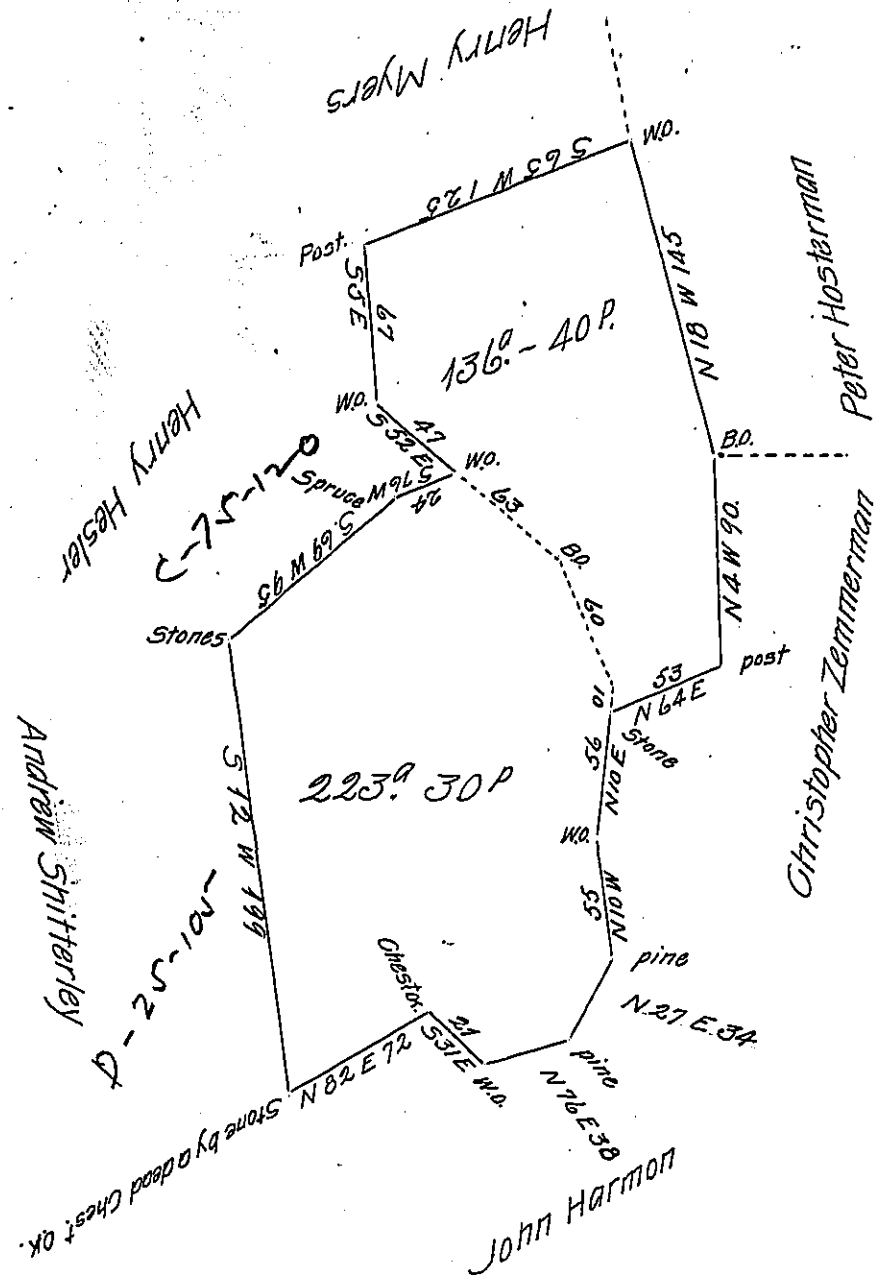 Henry Myers
W.O.
S 65 W 125
Post.
S 5 E
67
N 18 W 145
Peter Hosterman
136a. - 40 P.
W.O.
47
S 32 E
W.O.
Henry Hesler
C-75-120
Spruce
S 76 W
24
B.O.
63
B.O.
S. 69 W 95
60
N 4 W 90.
Stones
post
53
N 64 E
10
Stone
Christopher Zemmerman
56
N 10 E
Andrew Shitterley
S 12 W 199
223a. 30 P
W.O.
55
N 10 W
pine
D-25-105-
Chestor.
21
S 31 E
W.O.
N. 27. E. 34
pine
N 82 E 72
N 76 E 38
Stone by a dead Chest. OK.
John Harmon